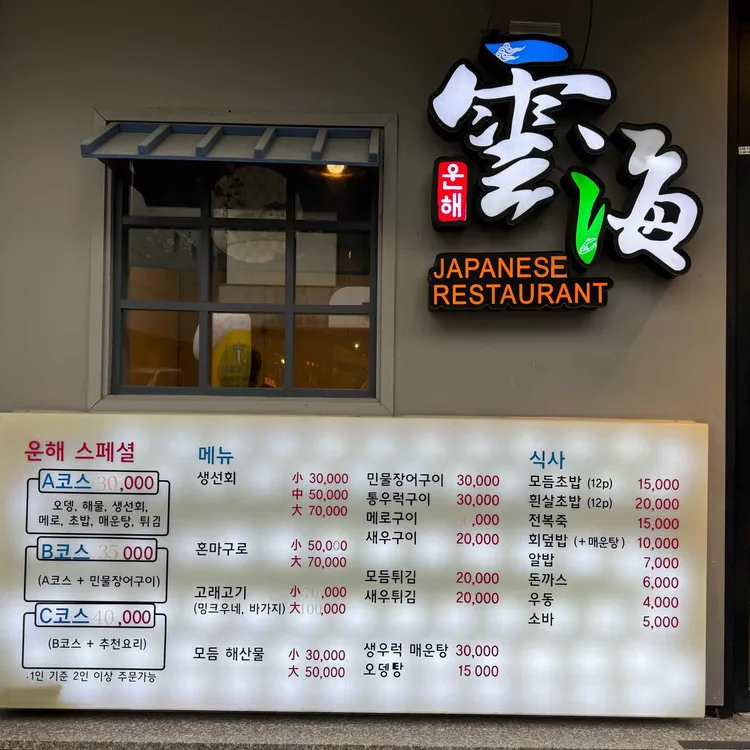 雲海
운해
JAPANESE
RESTAURANT
운해 스페셜
A코스 30,000
오뎅, 해물, 생선회,
메로, 초밥, 매운탕, 튀김
B코스 35 000
(A코스 + 민물장어구이)
C코스 40,000
(B코스 + 추천요리)
.1인 기준 2인 이상 주문가능
메뉴
생선회 小 30,000
中 50,000
大 70,000
혼마구로 小 50,000
大 70,000
고래고기 小
(밍크우네, 바가지) 大 100,000
모듬 해산물 小 30,000
大 50,000
민물장어구이 30,000
통우럭구이 30,000
메로구이 ,000
새우구이 20,000
모듬튀김 20,000
새우튀김 20,000
생우럭 매운탕 30,000
오뎅탕 15 000
식사
모듬초밥 (12p) 15,000
흰살초밥 (12p) 20,000
전복죽 15,000
회덮밥 (+매운탕) 10,000
알밥 7,000
돈까스 6,000
우동 4,000
소바 5,000